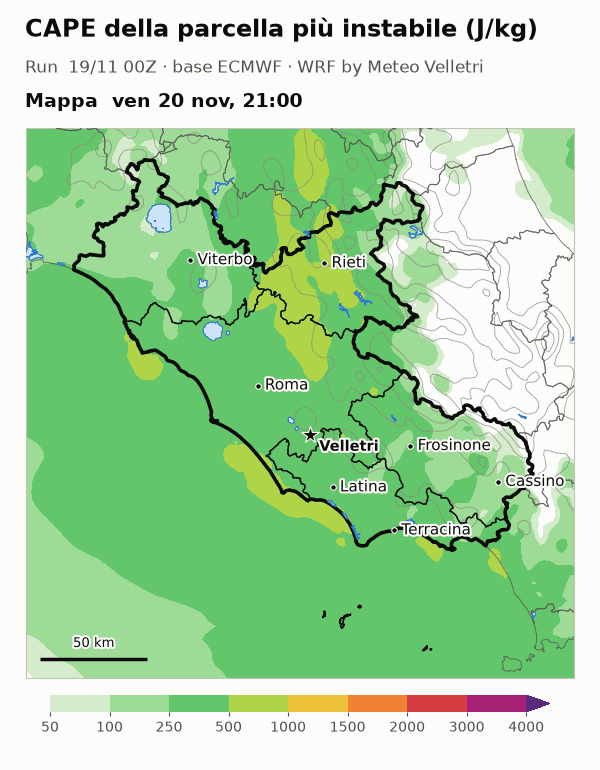 CAPE della parcella più instabile (J/kg)
Run  19/11 00Z · base ECMWF · WRF by Meteo Velletri
Mappa  ven 20 nov, 21:00
Viterbo
Rieti
Roma
Velletri
Frosinone
Latina
Cassino
Terracina
50 km
50 100 250 500 1000 1500 2000 3000 4000